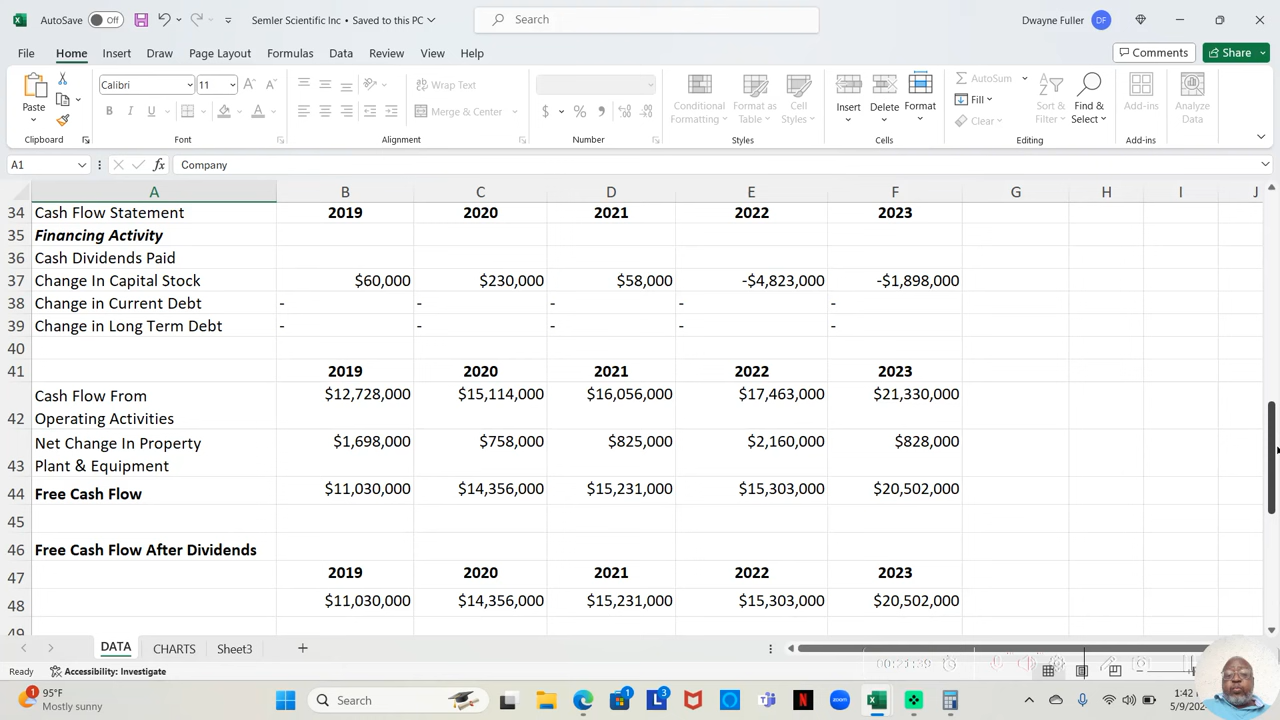 AutoSave Off Semler Scientific Inc • Saved to this PC Search Dwayne Fuller DF
File Home Insert Draw Page Layout Formulas Data Review View Help Comments Share
Paste Calibri 11 Wrap Text Merge & Center Conditional Formatting Format as Table Cell Styles Insert Delete Format AutoSum Fill Clear Sort & Filter Find & Select Add-ins Analyze Data
Clipboard Font Alignment Number Styles Cells Editing Add-ins
A1 fx Company
A B C D E F G H I J
34 Cash Flow Statement 2019 2020 2021 2022 2023
35 Financing Activity
36 Cash Dividends Paid
37 Change In Capital Stock $60,000 $230,000 $58,000 -$4,823,000 -$1,898,000
38 Change in Current Debt - - - - -
39 Change in Long Term Debt - - - - -
40
41 2019 2020 2021 2022 2023
Cash Flow From $12,728,000 $15,114,000 $16,056,000 $17,463,000 $21,330,000
42 Operating Activities
Net Change In Property $1,698,000 $758,000 $825,000 $2,160,000 $828,000
43 Plant & Equipment
44 Free Cash Flow $11,030,000 $14,356,000 $15,231,000 $15,303,000 $20,502,000
45
46 Free Cash Flow After Dividends
47 2019 2020 2021 2022 2023
48 $11,030,000 $14,356,000 $15,231,000 $15,303,000 $20,502,000
49
DATA CHARTS Sheet3
Ready Accessibility: Investigate 00:21:39
95°F Mostly sunny Search zoom 1:42
5/9/202